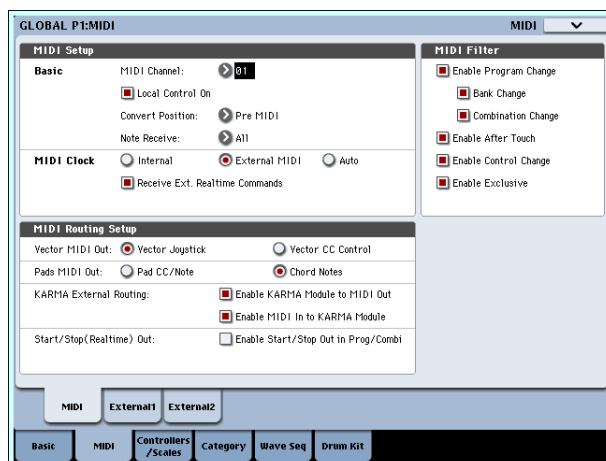 GLOBAL P1:MIDI
MIDI
MIDI Setup
Basic
MIDI Channel: 01
Local Control On
Convert Position: Pre MIDI
Note Receive: All
MIDI Clock
Internal External MIDI Auto
Receive Ext. Realtime Commands
MIDI Filter
Enable Program Change
Bank Change
Combination Change
Enable After Touch
Enable Control Change
Enable Exclusive
MIDI Routing Setup
Vector MIDI Out: Vector Joystick Vector CC Control
Pads MIDI Out: Pad CC/Note Chord Notes
KARMA External Routing: Enable KARMA Module to MIDI Out
Enable MIDI In to KARMA Module
Start/Stop(Realtime) Out: Enable Start/Stop Out in Prog/Combi
MIDI External1 External2
Basic MIDI Controllers /Scales Category Wave Seq Drum Kit